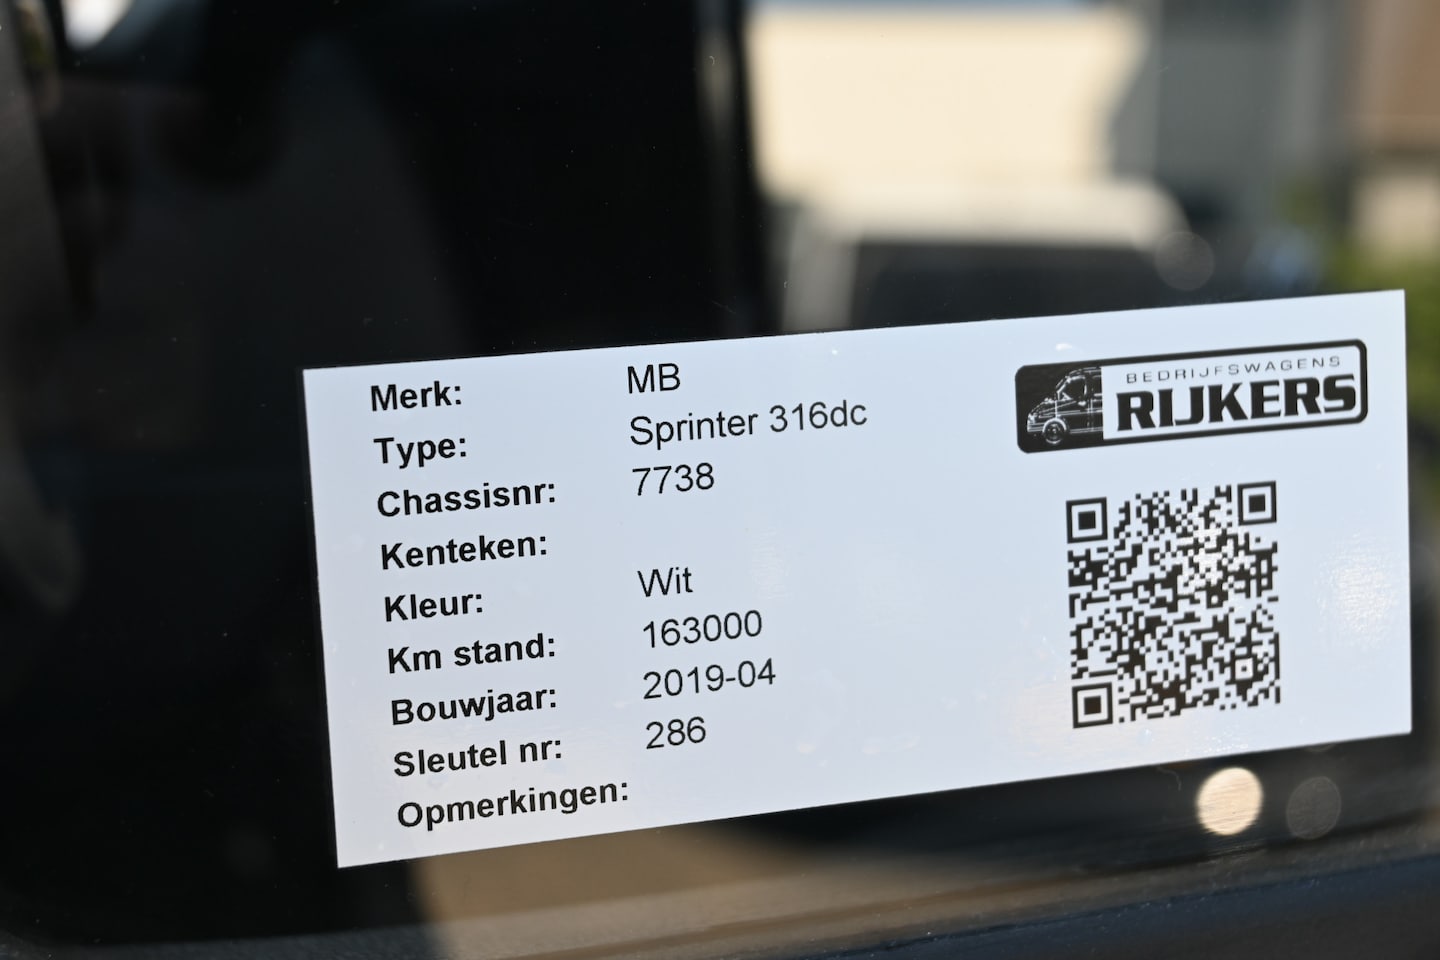 Merk: MB
Type: Sprinter 316dc
Chassisnr: 7738
Kenteken:
Kleur: Wit
Km stand: 163000
Bouwjaar: 2019-04
Sleutel nr: 286
Opmerkingen:
BEDRIJFSWAGENS
RIJKERS